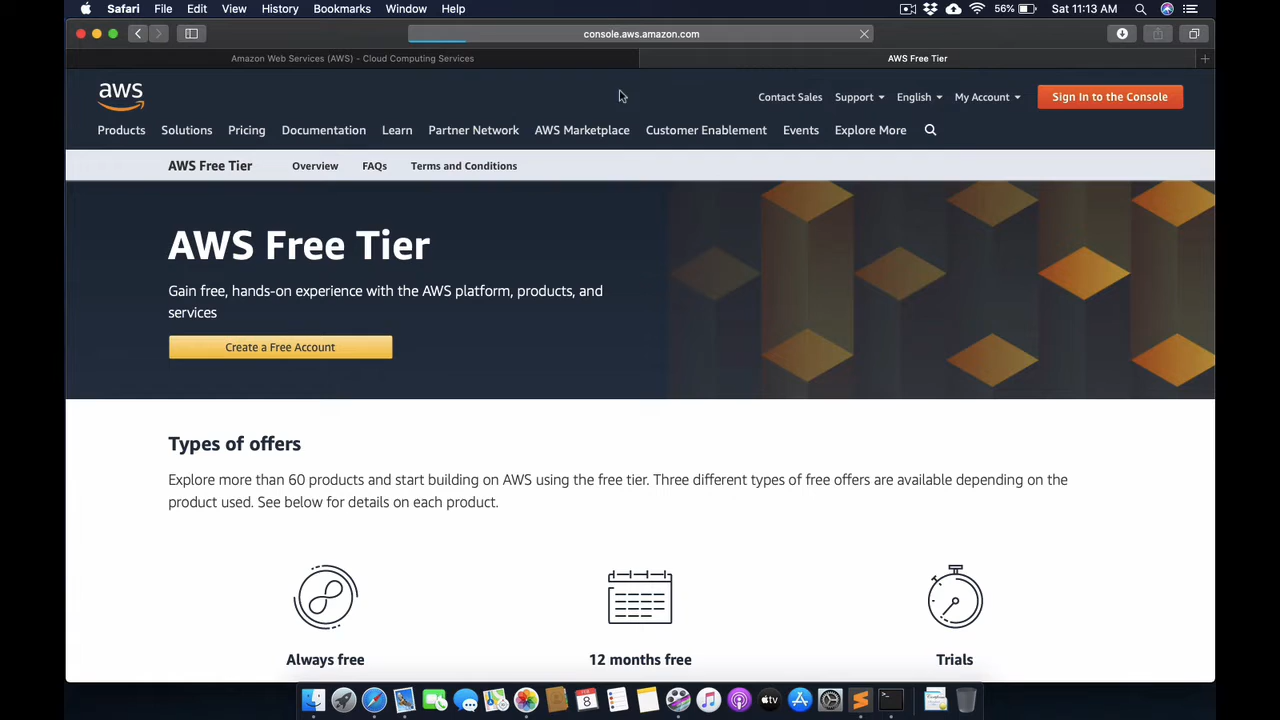 Safari File Edit View History Bookmarks Window Help 56% Sat 11:13 AM
console.aws.amazon.com
Amazon Web Services (AWS) - Cloud Computing Services AWS Free Tier
aws Contact Sales Support English My Account Sign In to the Console
Products Solutions Pricing Documentation Learn Partner Network AWS Marketplace Customer Enablement Events Explore More
AWS Free Tier Overview FAQs Terms and Conditions
AWS Free Tier
Gain free, hands-on experience with the AWS platform, products, and
services
Create a Free Account
Types of offers
Explore more than 60 products and start building on AWS using the free tier. Three different types of free offers are available depending on the
product used. See below for details on each product.
Always free 12 months free Trials
8
tv